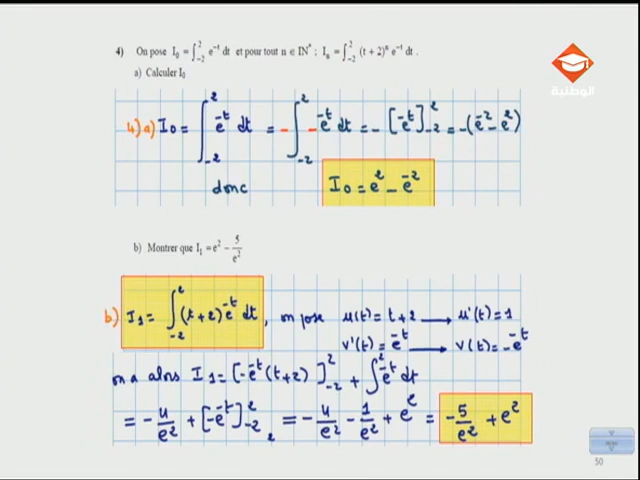 4) On pose I₀ = ∫₋₂² e⁻ᵗ dt et pour tout n ∈ IN* ; Iₙ = ∫₋₂² (t + 2)ⁿ e⁻ᵗ dt .
الوطنية
a) Calculer I₀
4) a) I₀ = ∫₋₂² e⁻ᵗ dt = - ∫₋₂² - e⁻ᵗ dt = - [e⁻ᵗ]₋₂² = -(e⁻² - e²)
donc I₀ = e² - e⁻²
b) Montrer que I₁ = e² - 5/e²
b) I₁ = ∫₋₂² (t+2) e⁻ᵗ dt , on pose u(t) = t + 2 → u'(t) = 1
v'(t) = e⁻ᵗ → v(t) = -e⁻ᵗ
on a alors I₁ = [-e⁻ᵗ(t+2)]₋₂² + ∫₋₂² e⁻ᵗ dt
= -4/e² + [-e⁻ᵗ]₋₂² = -4/e² - 1/e² + e² = -5/e² + e²
MENU
50